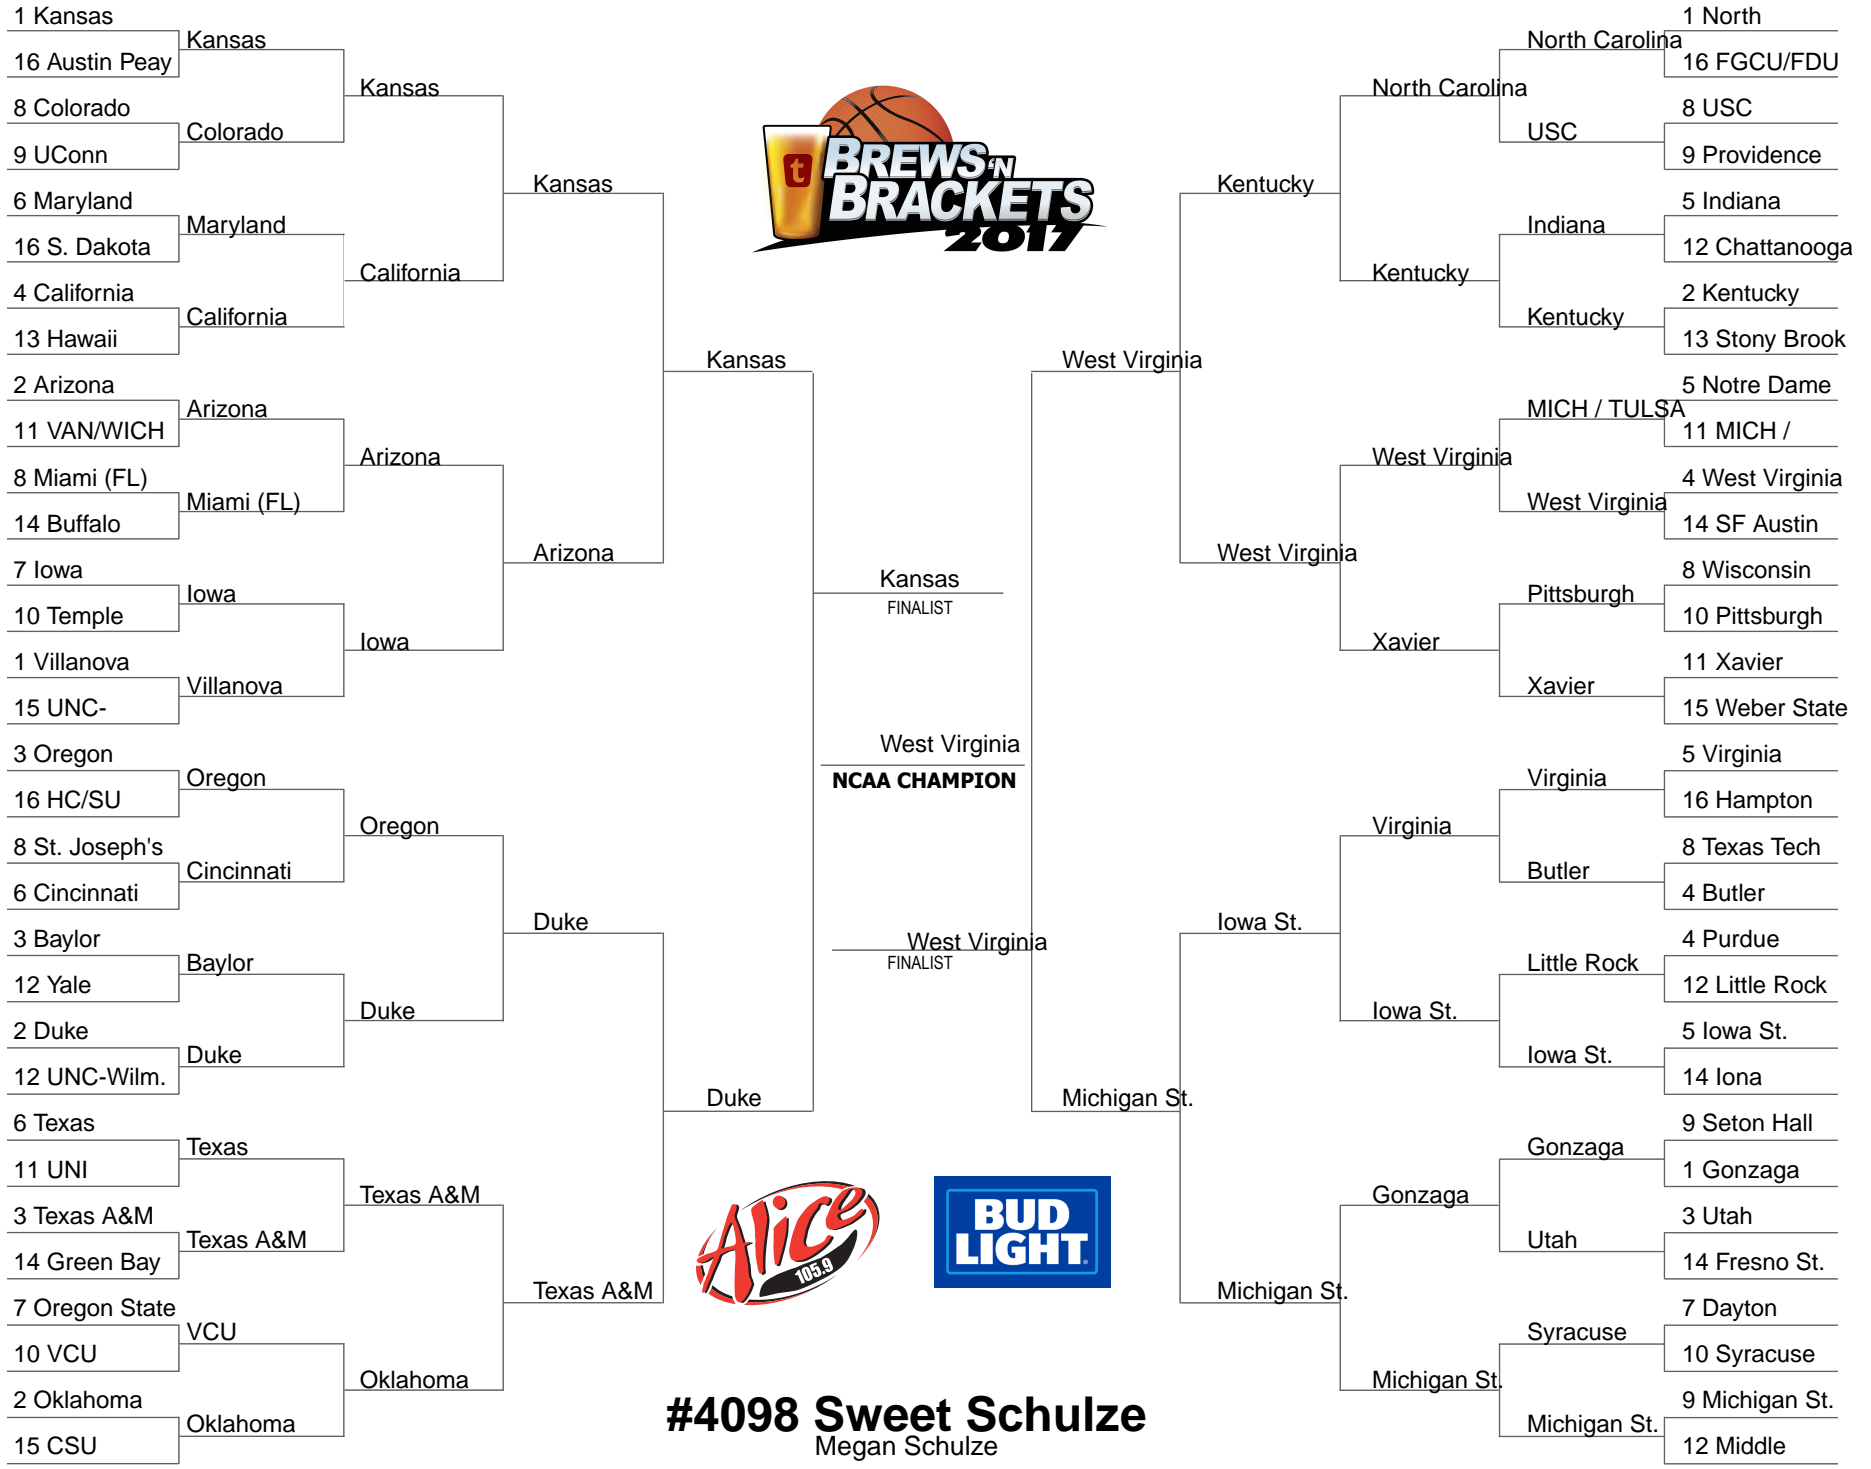 1 Kansas
16 Austin Peay
8 Colorado
9 UConn
6 Maryland
16 S. Dakota
4 California
13 Hawaii
2 Arizona
11 VAN/WICH
8 Miami (FL)
14 Buffalo
7 Iowa
10 Temple
1 Villanova
15 UNC-
3 Oregon
16 HC/SU
8 St. Joseph's
6 Cincinnati
3 Baylor
12 Yale
2 Duke
12 UNC-Wilm.
6 Texas
11 UNI
3 Texas A&M
14 Green Bay
7 Oregon State
10 VCU
2 Oklahoma
15 CSU
Kansas
Colorado
Maryland
California
Arizona
Miami (FL)
Iowa
Villanova
Oregon
Cincinnati
Baylor
Duke
Texas
Texas A&M
VCU
Oklahoma
Kansas
California
Arizona
Iowa
Oregon
Duke
Texas A&M
Oklahoma
Kansas
Arizona
Duke
Texas A&M
Kansas
Duke
t
BREWS 'N
BRACKETS
2017
Kansas
FINALIST
West Virginia
NCAA CHAMPION
West Virginia
FINALIST
Alice
105.9
BUD
LIGHT
#4098 Sweet Schulze
Megan Schulze
West Virginia
Michigan St.
Kentucky
West Virginia
Iowa St.
Michigan St.
North Carolina
Kentucky
West Virginia
Xavier
Virginia
Iowa St.
Gonzaga
Michigan St.
North Carolina
USC
Indiana
Kentucky
MICH / TULSA
West Virginia
Pittsburgh
Xavier
Virginia
Butler
Little Rock
Iowa St.
Gonzaga
Utah
Syracuse
Michigan St.
1 North
16 FGCU/FDU
8 USC
9 Providence
5 Indiana
12 Chattanooga
2 Kentucky
13 Stony Brook
5 Notre Dame
11 MICH /
4 West Virginia
14 SF Austin
8 Wisconsin
10 Pittsburgh
11 Xavier
15 Weber State
5 Virginia
16 Hampton
8 Texas Tech
4 Butler
4 Purdue
12 Little Rock
5 Iowa St.
14 Iona
9 Seton Hall
1 Gonzaga
3 Utah
14 Fresno St.
7 Dayton
10 Syracuse
9 Michigan St.
12 Middle